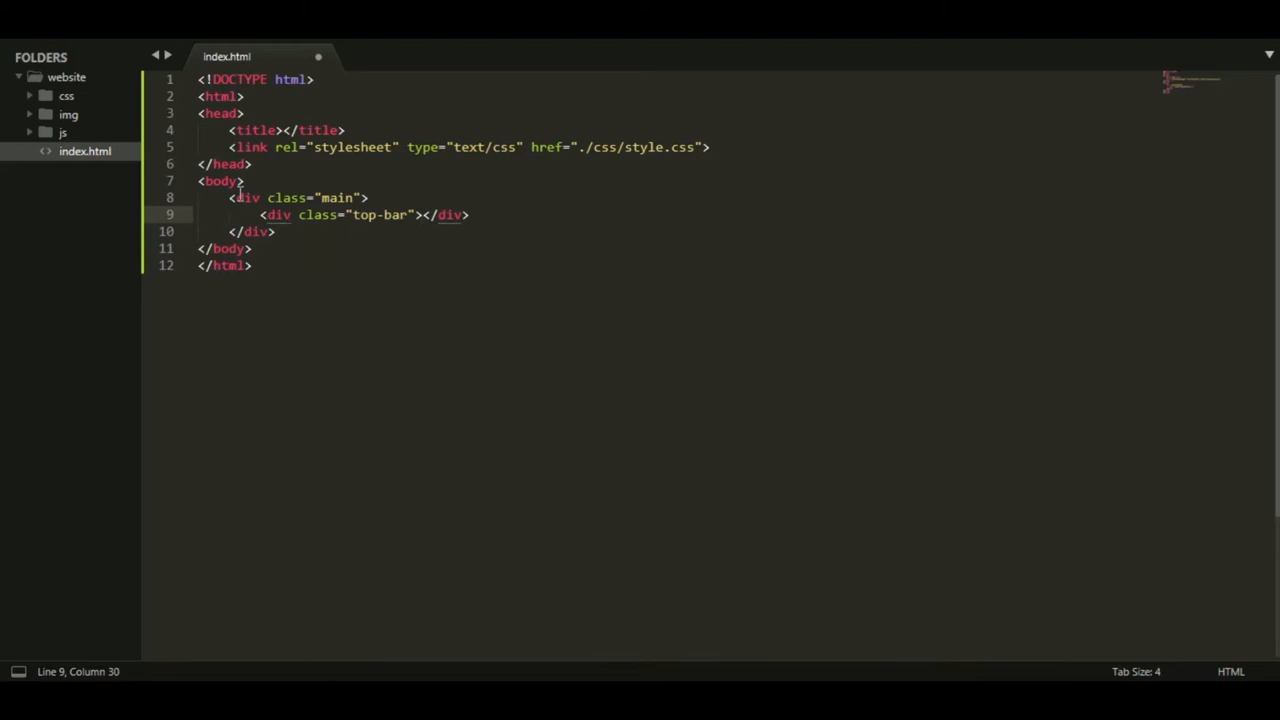 FOLDERS
website
css
img
js
<> index.html
index.html
1 <!DOCTYPE html>
2 <html>
3 <head>
4     <title></title>
5     <link rel="stylesheet" type="text/css" href="./css/style.css">
6 </head>
7 <body>
8     <div class="main">
9         <div class="top-bar"></div>
10     </div>
11 </body>
12 </html>
Line 9, Column 30
Tab Size: 4
HTML